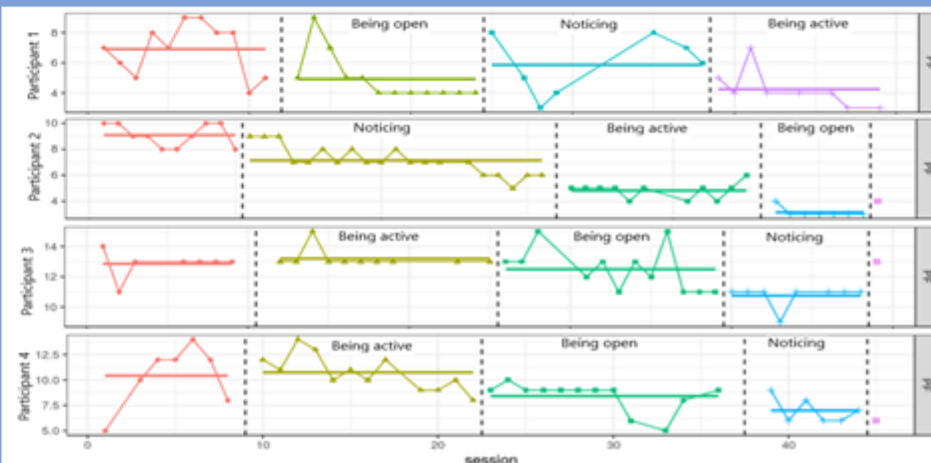 Participant 1
8
6
4
Being open
Noticing
Being active
Participant 2
10
8
6
4
Noticing
Being active
Being open
Participant 3
14
12
10
Being active
Being open
Noticing
Participant 4
12.5
10.0
7.5
5.0
Being active
Being open
Noticing
0
10
20
30
40
session